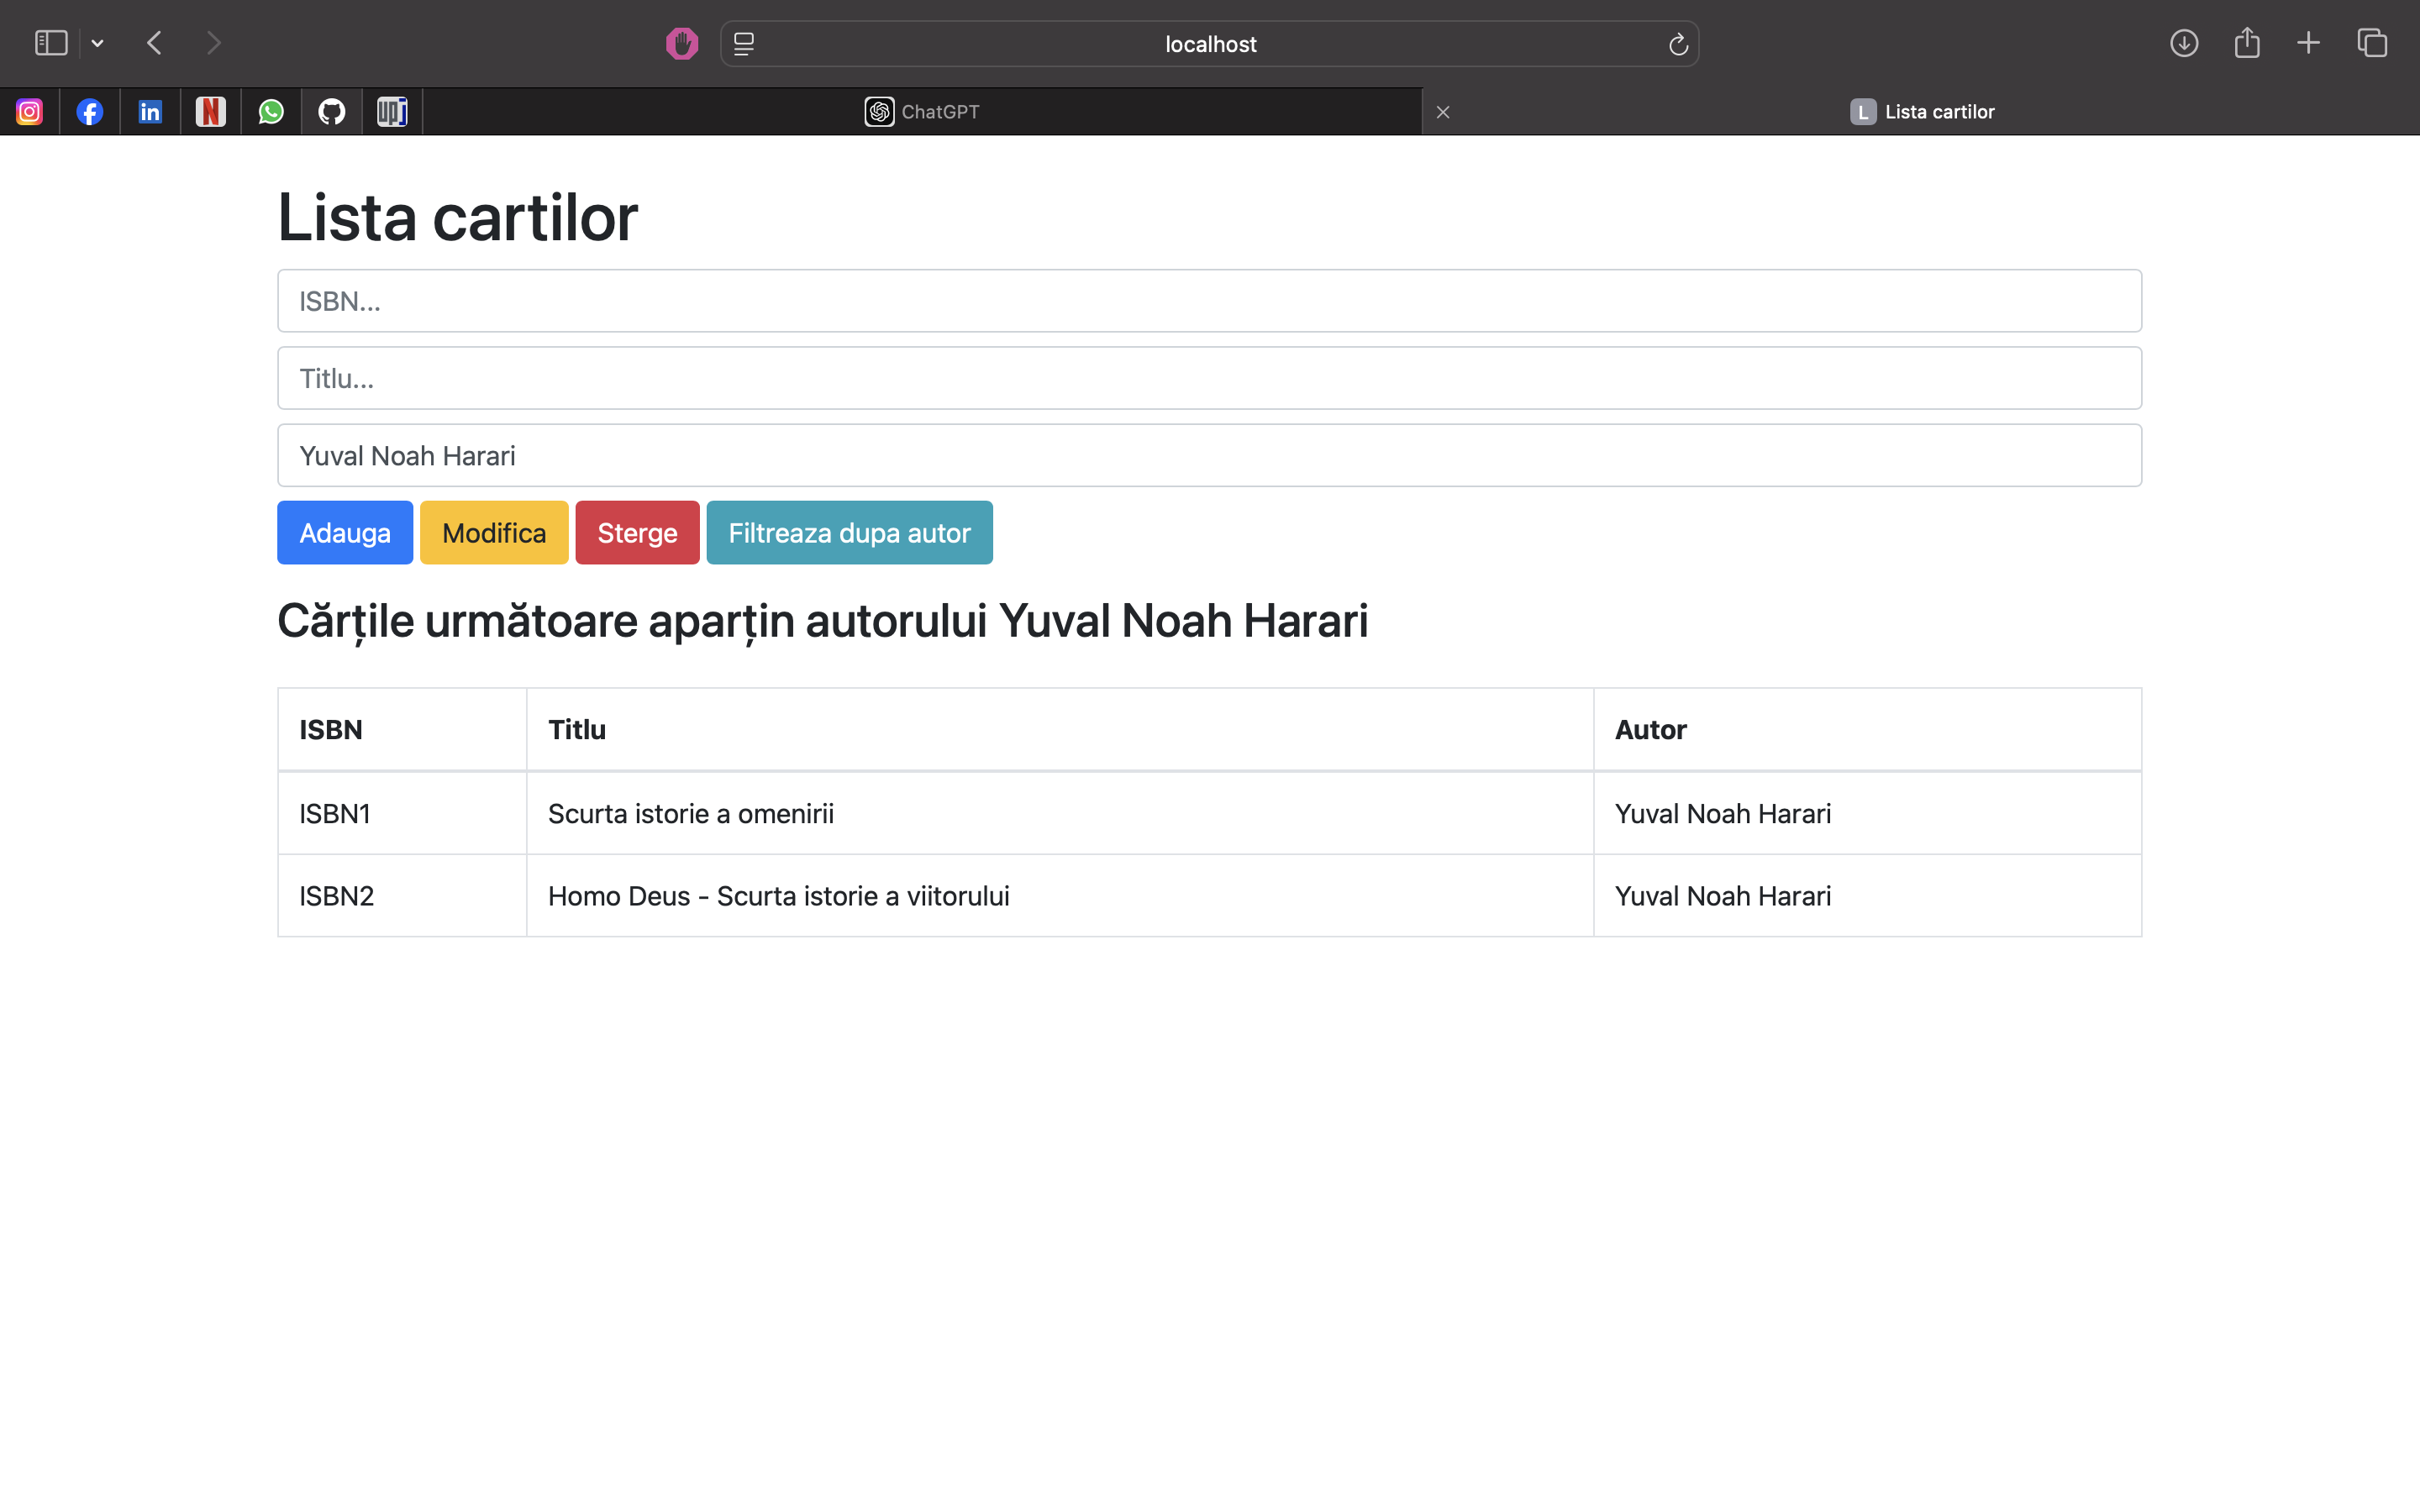 localhost
in
N
upj
ChatGPT
L Lista cartilor
Lista cartilor
ISBN...
Titlu...
Yuval Noah Harari
Adauga Modifica Sterge Filtreaza dupa autor
Cărțile următoare aparțin autorului Yuval Noah Harari
ISBN Titlu Autor
ISBN1 Scurta istorie a omenirii Yuval Noah Harari
ISBN2 Homo Deus - Scurta istorie a viitorului Yuval Noah Harari